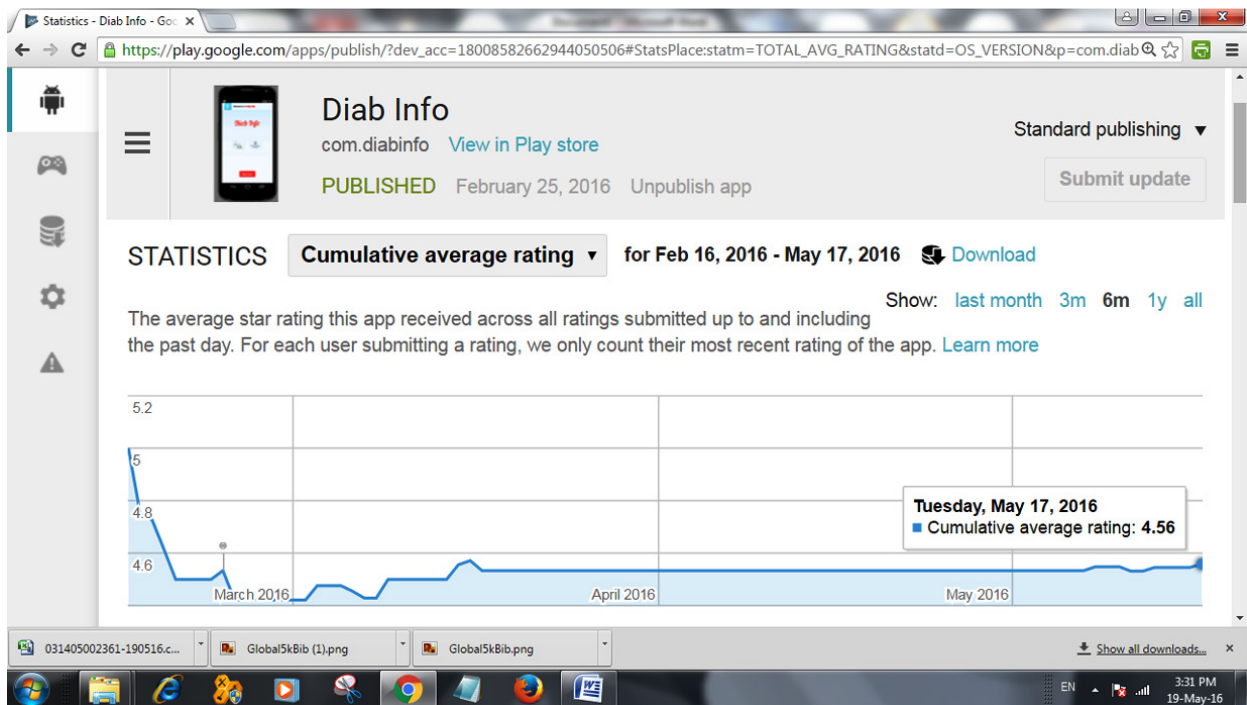 Statistics - Diab Info - Goo
https://play.google.com/apps/publish/?dev_acc=18008582662944050506#StatsPlace:statm=TOTAL_AVG_RATING&statd=OS_VERSION&p=com.diab
Diab Info
com.diabinfo View in Play store
PUBLISHED February 25, 2016 Unpublish app
Standard publishing
Submit update
STATISTICS Cumulative average rating for Feb 16, 2016 - May 17, 2016 Download
Show: last month 3m 6m 1y all
The average star rating this app received across all ratings submitted up to and including
the past day. For each user submitting a rating, we only count their most recent rating of the app. Learn more
5.2
5
4.8
4.6
Tuesday, May 17, 2016
Cumulative average rating: 4.56
March 2016 April 2016 May 2016
031405002361-190516.c... Global5kBib (1).png Global5kBib.png Show all downloads...
EN 3:31 PM
19-May-16